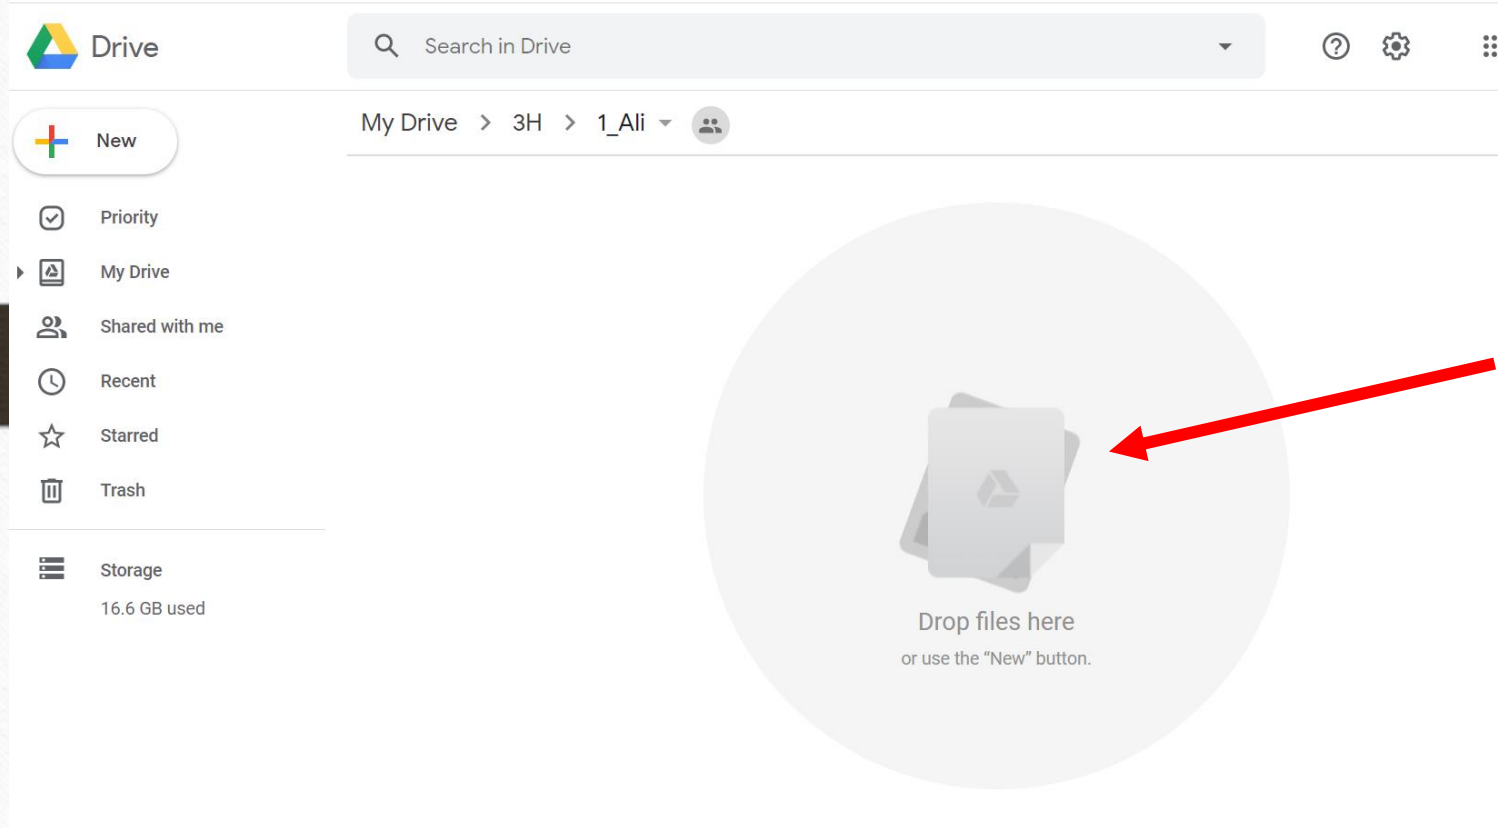 Drive
Search in Drive
New
My Drive > 3H > 1_Ali
Priority
My Drive
Shared with me
Recent
Starred
Trash
Storage
16.6 GB used
Drop files here
or use the “New” button.